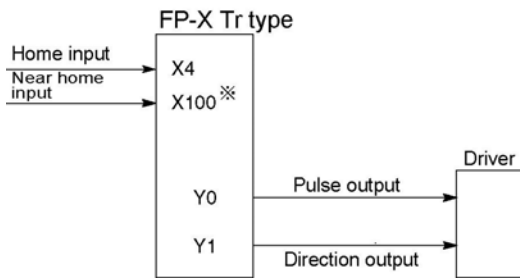 FP-X Tr type
Home input
Near home
input
X4
X100※
Driver
Y0
Pulse output
Y1
Direction output